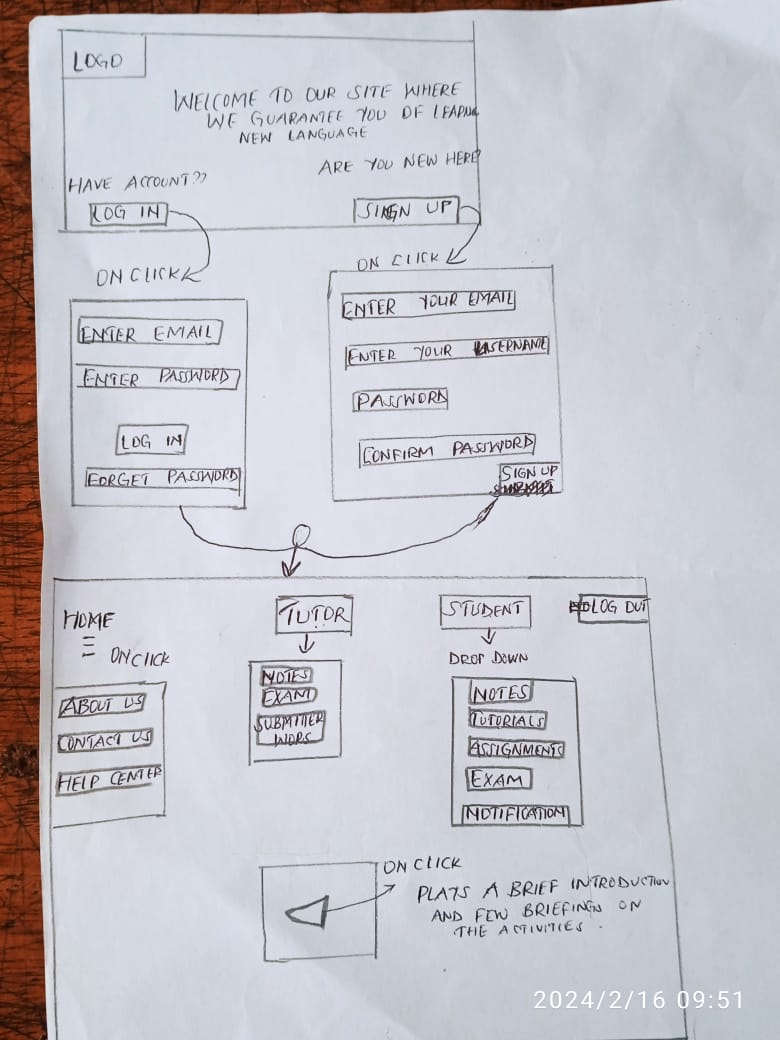 LOGO
WELCOME TO OUR SITE WHERE
WE GUARANTEE YOU OF LEARN
NEW LANGUAGE
ARE YOU NEW HERE?
HAVE ACCOUNT??
LOG IN
SIGN UP
ON CLICK
ON CLICK
ENTER EMAIL
ENTER PASSWORD
LOG IN
FORGET PASSWORD
ENTER YOUR EMAIL
ENTER YOUR USERNAME
PASSWORD
CONFIRM PASSWORD
SIGN UP
HOME
TUTOR
STUDENT
LOG OUT
ON CLICK
ABOUT US
CONTACT US
HELP CENTER
NOTES
EXAM
SUBMITTER
DROP DOWN
NOTES
TUTORIALS
ASSIGNMENTS
EXAM
NOTIFICATION
ON CLICK
PLAYS A BRIEF INTRODUCTION
AND FEW BRIEFINGS ON
THE ACTIVITIES.
2024/2/16 09:51